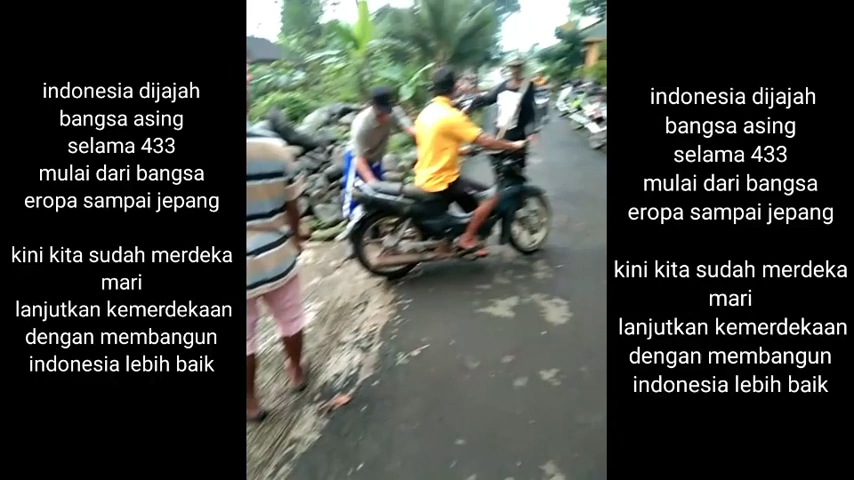 indonesia dijajah
bangsa asing
selama 433
mulai dari bangsa
eropa sampai jepang
kini kita sudah merdeka
mari
lanjutkan kemerdekaan
dengan membangun
indonesia lebih baik
indonesia dijajah
bangsa asing
selama 433
mulai dari bangsa
eropa sampai jepang
kini kita sudah merdeka
mari
lanjutkan kemerdekaan
dengan membangun
indonesia lebih baik